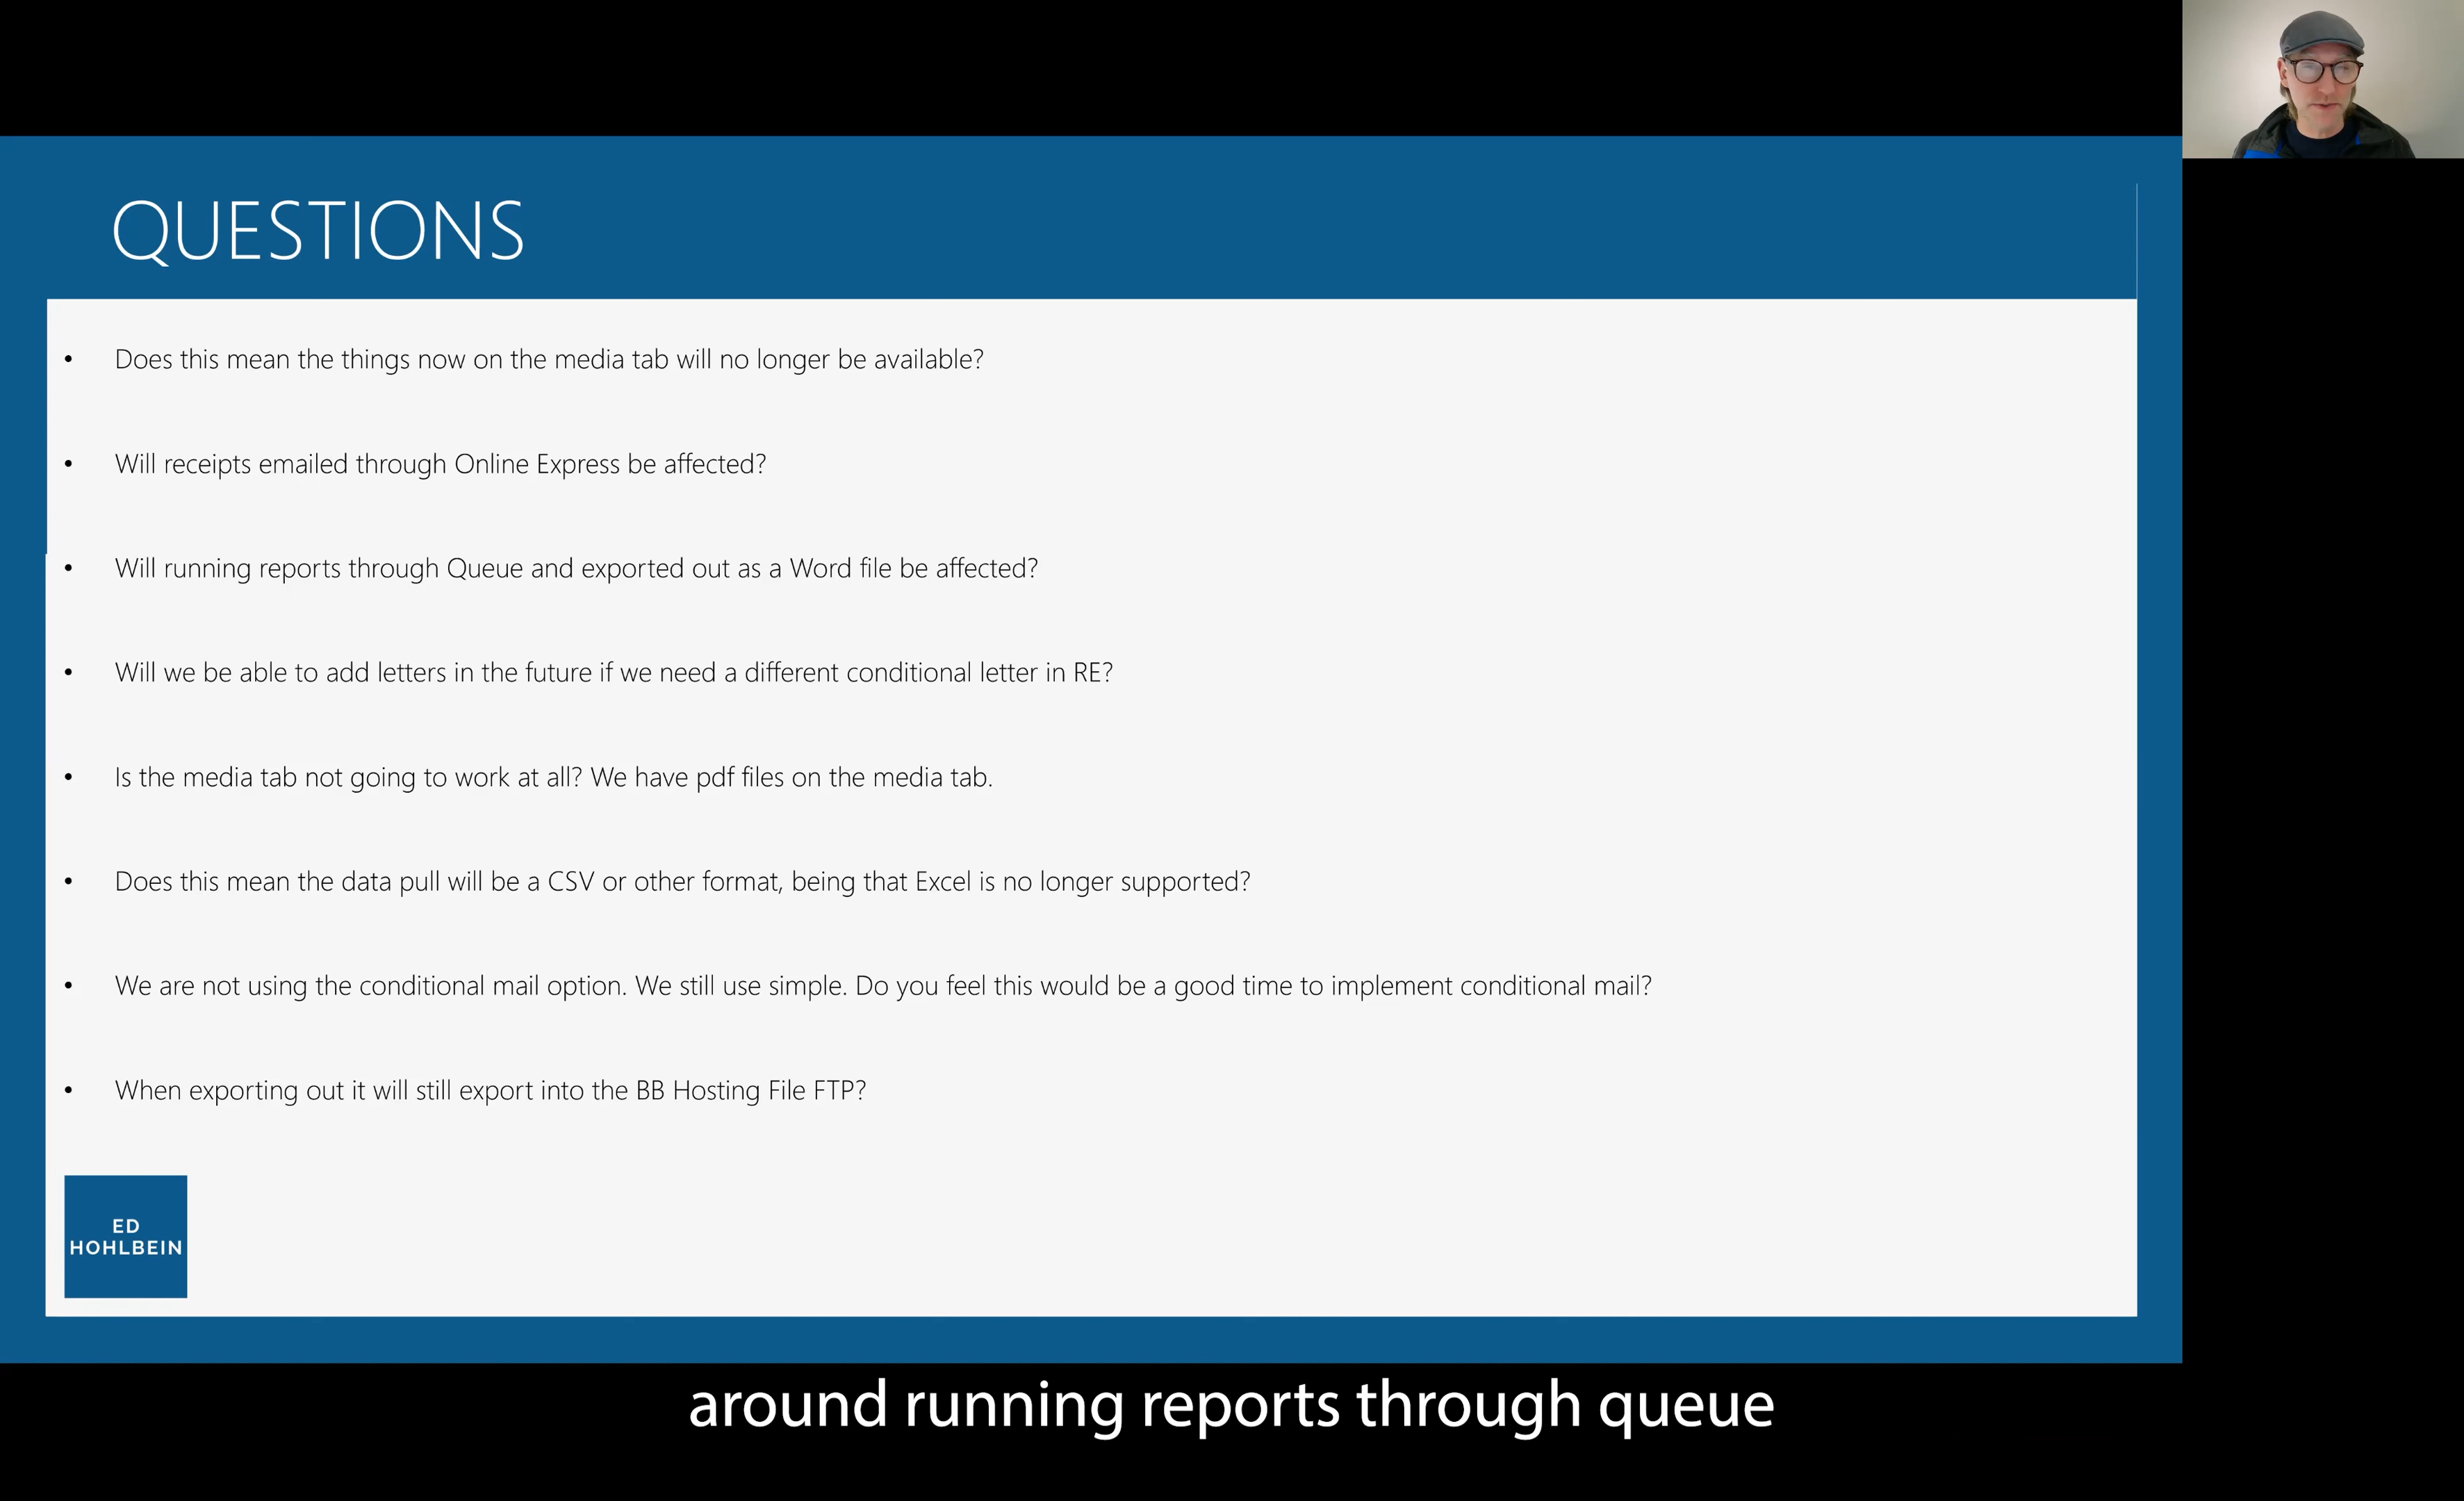 QUESTIONS
• Does this mean the things now on the media tab will no longer be available?
• Will receipts emailed through Online Express be affected?
• Will running reports through Queue and exported out as a Word file be affected?
• Will we be able to add letters in the future if we need a different conditional letter in RE?
• Is the media tab not going to work at all? We have pdf files on the media tab.
• Does this mean the data pull will be a CSV or other format, being that Excel is no longer supported?
• We are not using the conditional mail option. We still use simple. Do you feel this would be a good time to implement conditional mail?
• When exporting out it will still export into the BB Hosting File FTP?
ED
HOHLBEIN
around running reports through queue